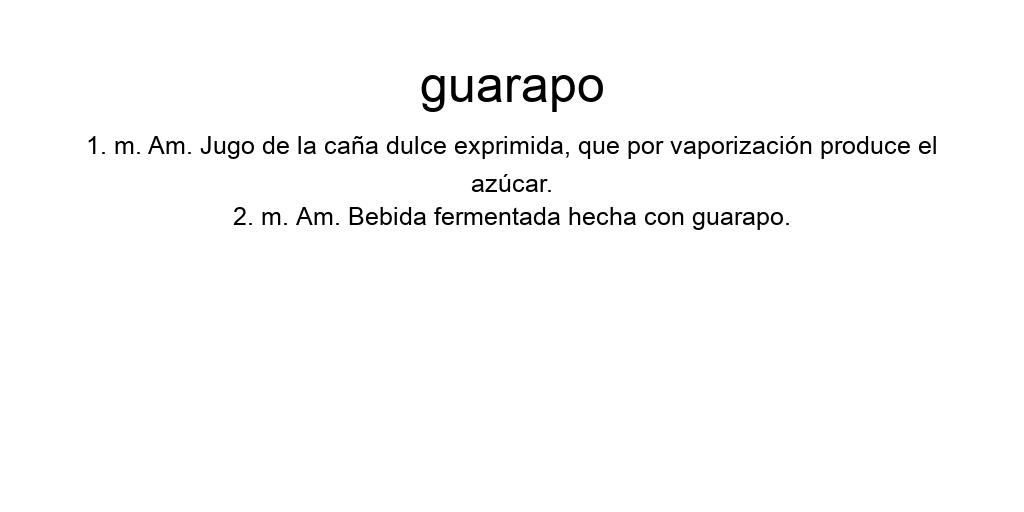 guarapo
1. m. Am. Jugo de la caña dulce exprimida, que por vaporización produce el
azúcar.
2. m. Am. Bebida fermentada hecha con guarapo.